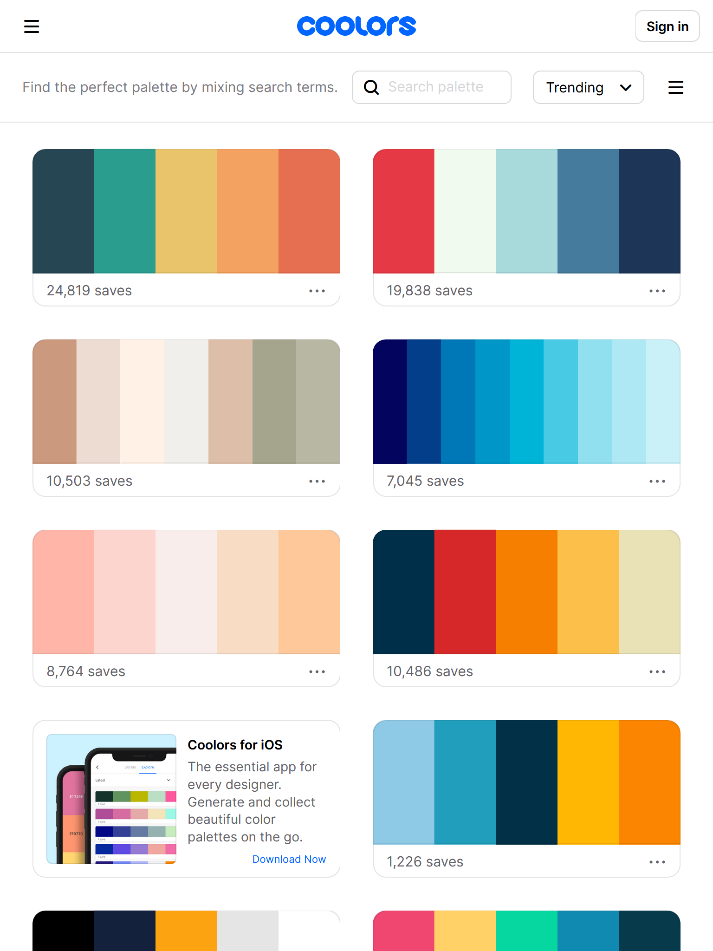 coolors
Sign in
Find the perfect palette by mixing search terms.
Search palette
Trending
24,819 saves
19,838 saves
10,503 saves
7,045 saves
8,764 saves
10,486 saves
Coolors for iOS
The essential app for
every designer.
Generate and collect
beautiful color
palettes on the go.
Download Now
1,226 saves